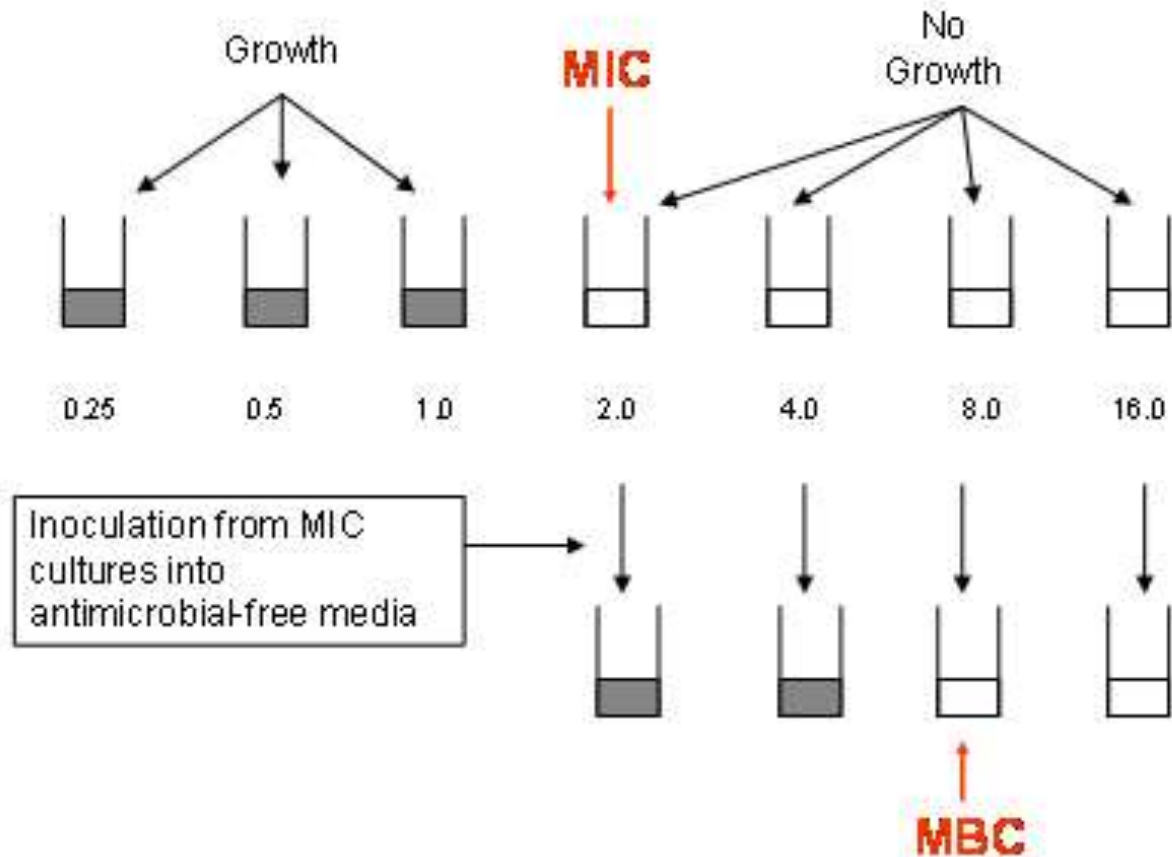 Growth
MIC
No
Growth
0.25
0.5
1.0
2.0
4.0
8.0
16.0
Inoculation from MIC
cultures into
antimicrobial-free media
MBC